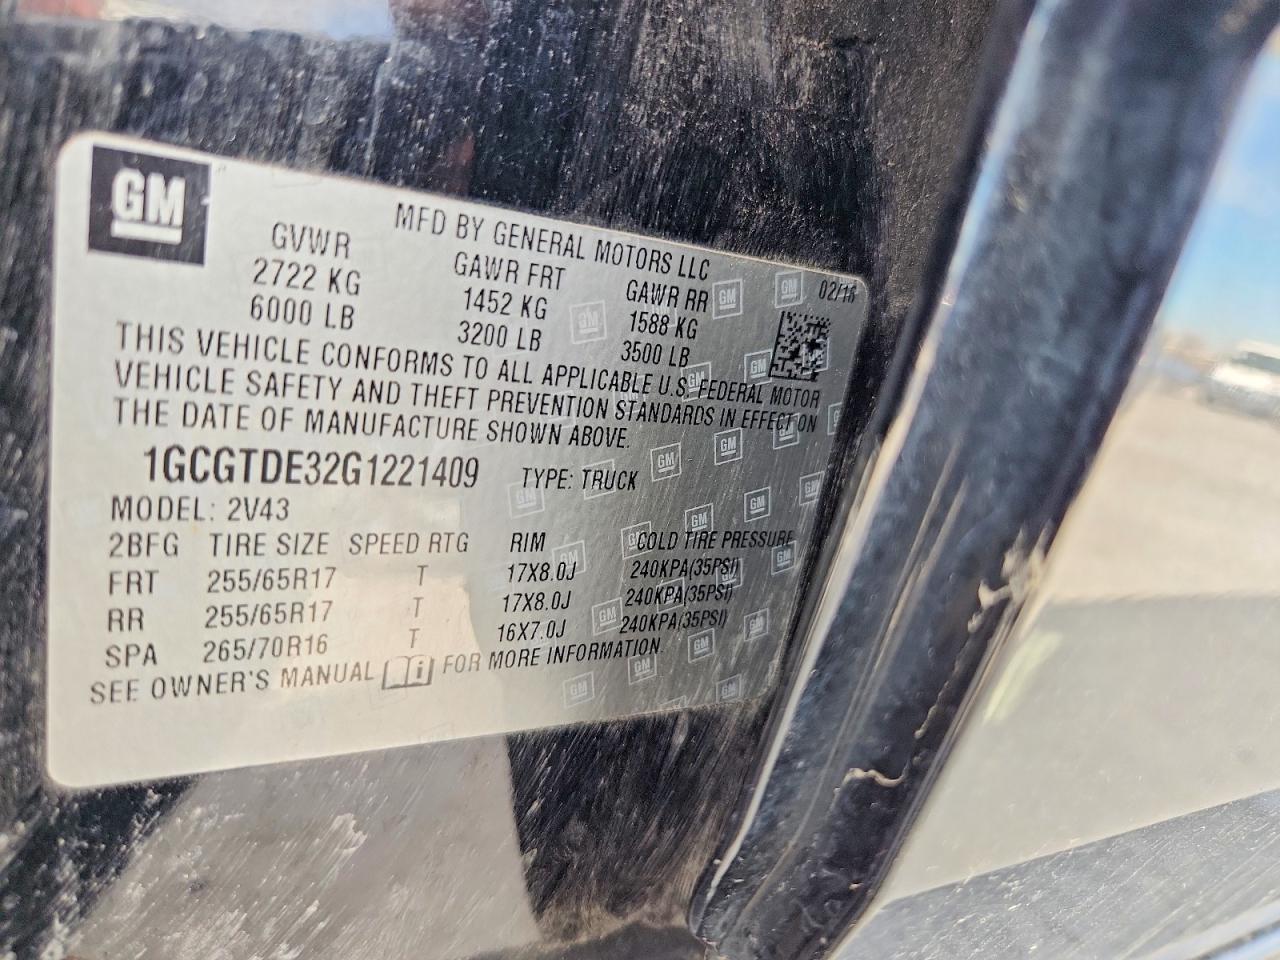 GM
MFD BY GENERAL MOTORS LLC
02/16
GVWR GAWR FRT GAWR RR
2722 KG 1452 KG 1588 KG
6000 LB 3200 LB 3500 LB
THIS VEHICLE CONFORMS TO ALL APPLICABLE U.S. FEDERAL MOTOR
VEHICLE SAFETY AND THEFT PREVENTION STANDARDS IN EFFECT ON
THE DATE OF MANUFACTURE SHOWN ABOVE.
1GCGTDE32G1221409 TYPE: TRUCK
MODEL: 2V43
2BFG TIRE SIZE SPEED RTG RIM COLD TIRE PRESSURE
FRT 255/65R17 T 17X8.0J 240KPA(35PSI)
RR 255/65R17 T 17X8.0J 240KPA(35PSI)
SPA 265/70R16 T 16X7.0J 240KPA(35PSI)
SEE OWNER'S MANUAL FOR MORE INFORMATION.